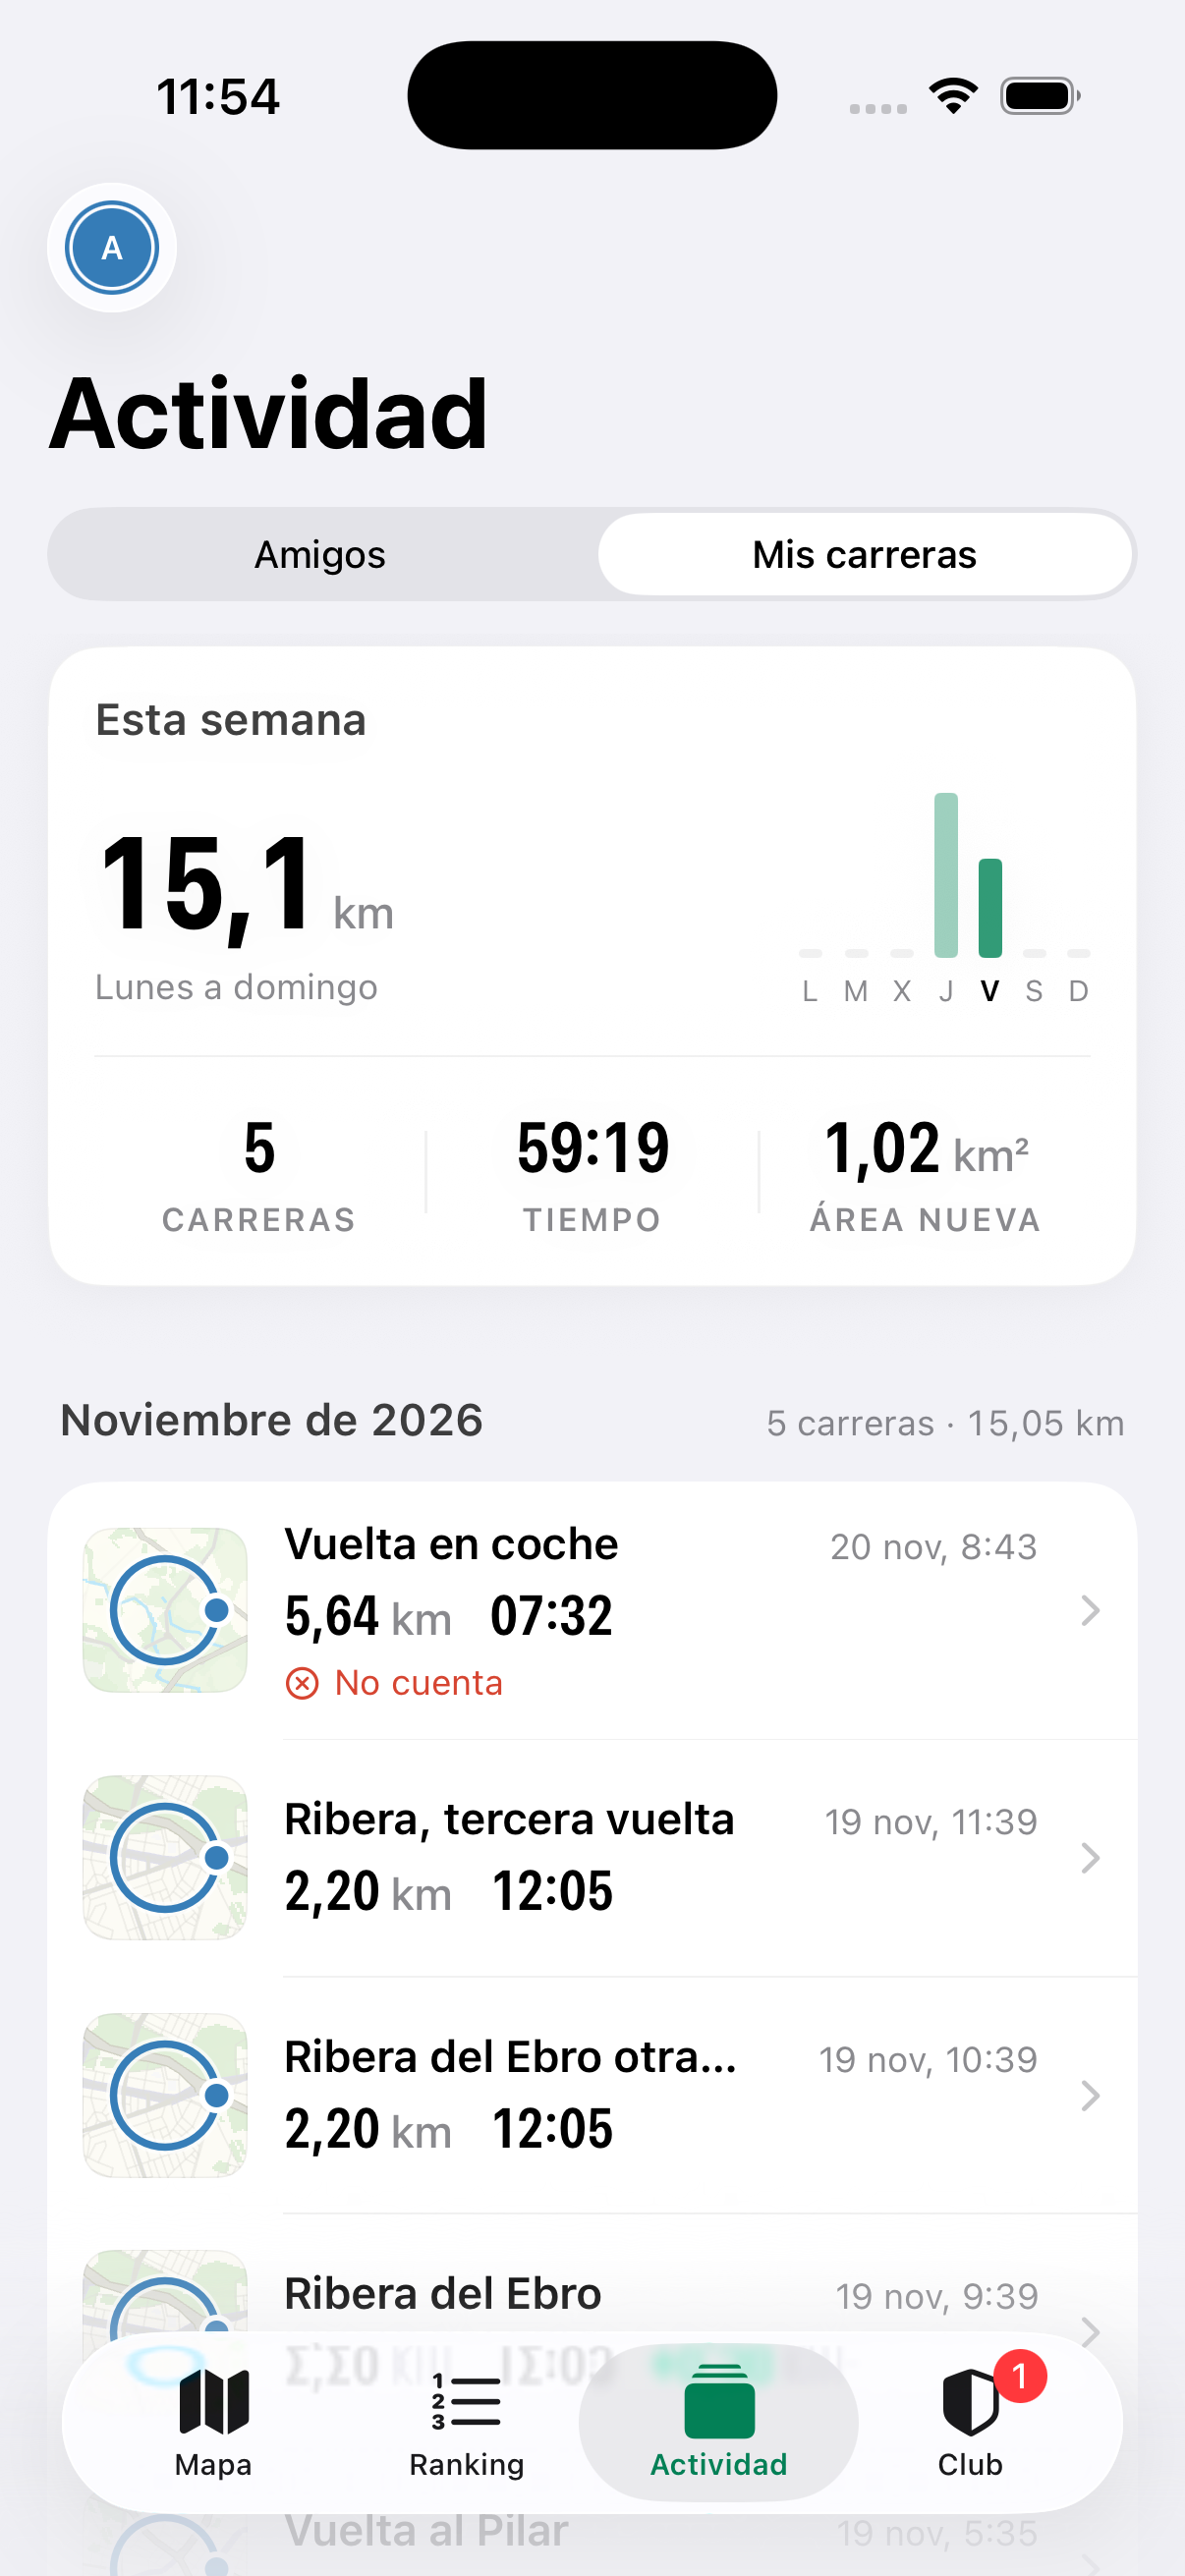 11:54
A
Actividad
Amigos
Mis carreras
Esta semana
15,1 km
Lunes a domingo
L M X J V S D
5
CARRERAS
59:19
TIEMPO
1,02 km²
ÁREA NUEVA
Noviembre de 2026
5 carreras · 15,05 km
Vuelta en coche
20 nov, 8:43
5,64 km 07:32
No cuenta
Ribera, tercera vuelta
19 nov, 11:39
2,20 km 12:05
Ribera del Ebro otra...
19 nov, 10:39
2,20 km 12:05
Ribera del Ebro
19 nov, 9:39
1
2
3
1
Mapa
Ranking
Actividad
Club
Vuelta al Pilar
19 nov, 5:35